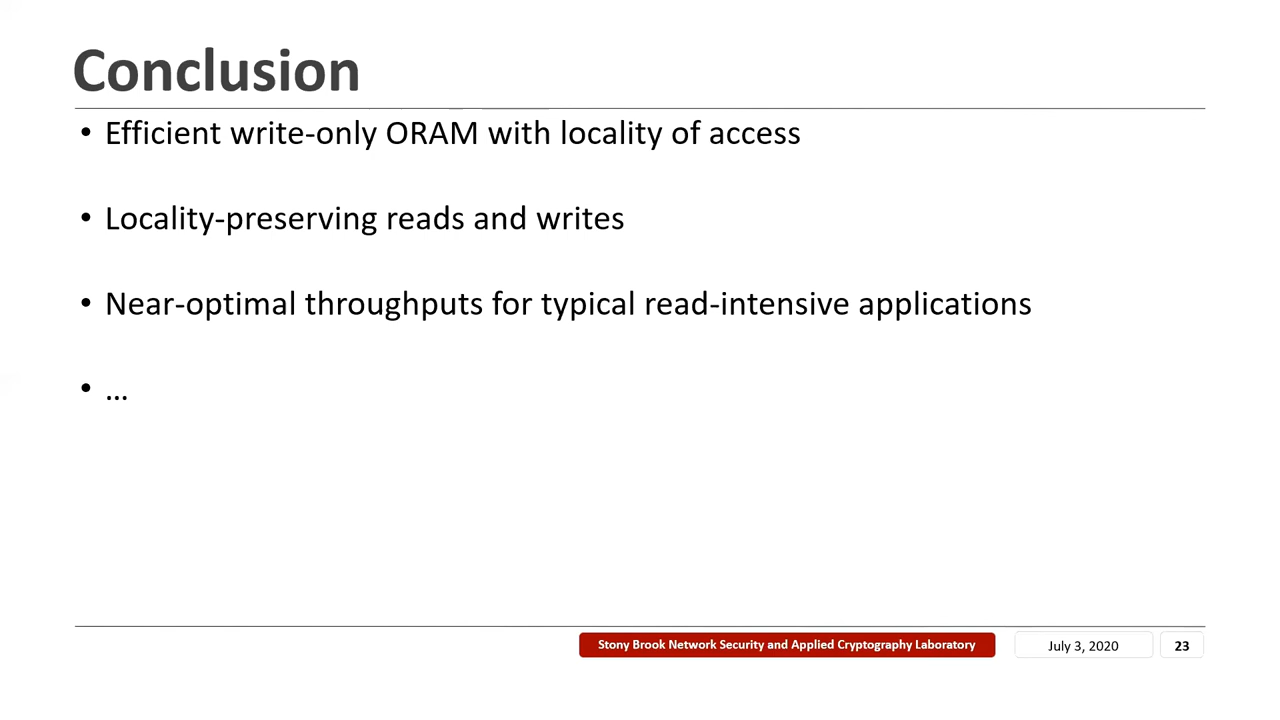 Conclusion
• Efficient write-only ORAM with locality of access
• Locality-preserving reads and writes
• Near-optimal throughputs for typical read-intensive applications
• ...
Stony Brook Network Security and Applied Cryptography Laboratory
July 3, 2020
23